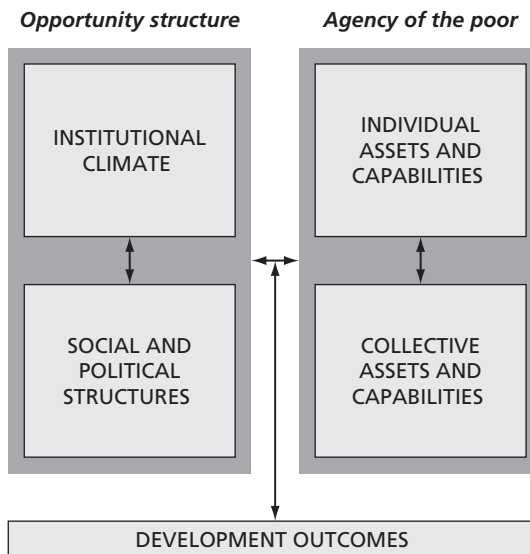 Opportunity structure
Agency of the poor
INSTITUTIONAL
CLIMATE
INDIVIDUAL
ASSETS AND
CAPABILITIES
SOCIAL AND
POLITICAL
STRUCTURES
COLLECTIVE
ASSETS AND
CAPABILITIES
DEVELOPMENT OUTCOMES